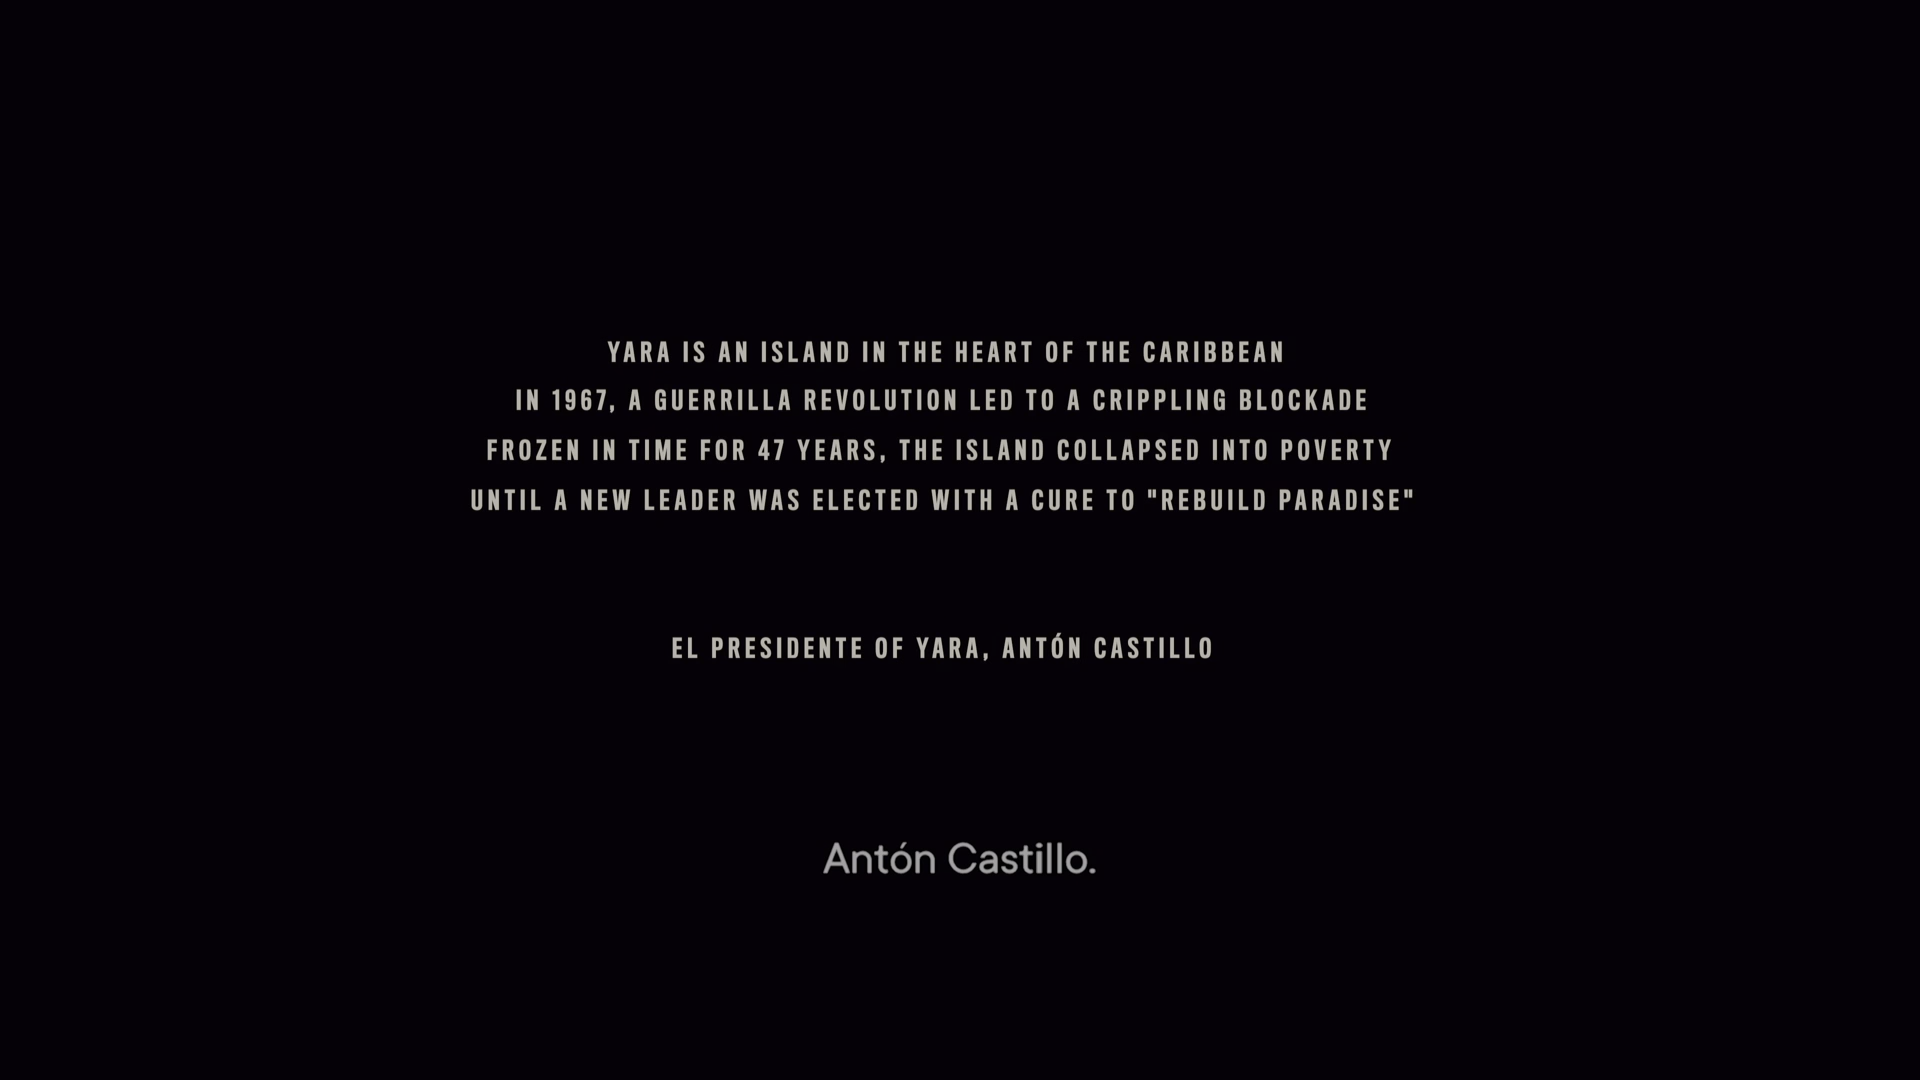 YARA IS AN ISLAND IN THE HEART OF THE CARIBBEAN
IN 1967, A GUERRILLA REVOLUTION LED TO A CRIPPLING BLOCKADE
FROZEN IN TIME FOR 47 YEARS, THE ISLAND COLLAPSED INTO POVERTY
UNTIL A NEW LEADER WAS ELECTED WITH A CURE TO "REBUILD PARADISE"
EL PRESIDENTE OF YARA, ANTÓN CASTILLO
Antón Castillo.